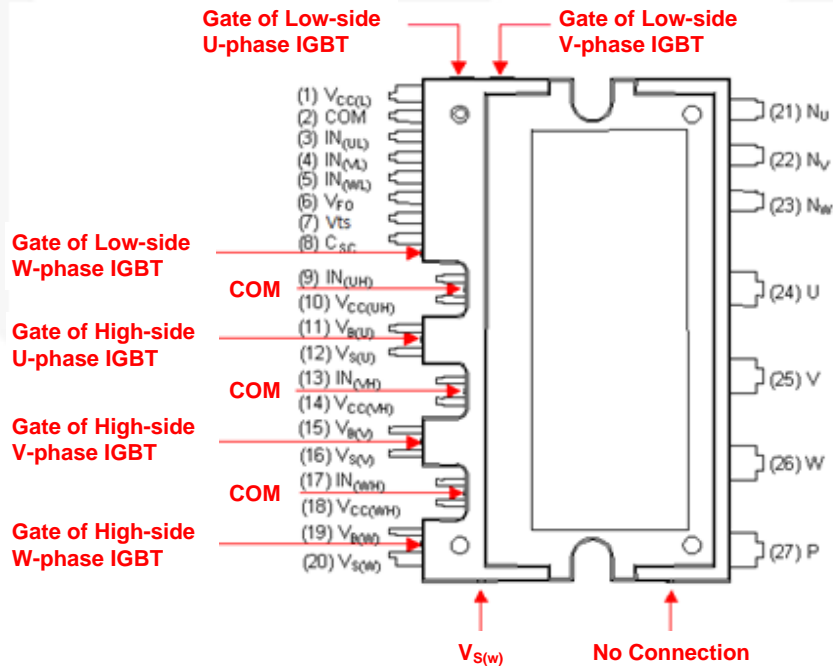 Gate of Low-side
U-phase IGBT
Gate of Low-side
V-phase IGBT
(1) VCC(L)
(2) COM
(3) IN(UL)
(4) IN(VL)
(5) IN(WL)
(6) VFO
(7) Vts
(8) CSC
Gate of Low-side
W-phase IGBT
(9) IN(UH)
COM
(10) VCC(UH)
Gate of High-side
U-phase IGBT
(11) VB(U)
(12) VS(U)
(13) IN(VH)
COM
(14) VCC(VH)
Gate of High-side
V-phase IGBT
(15) VB(V)
(16) VS(V)
(17) IN(WH)
COM
(18) VCC(WH)
Gate of High-side
W-phase IGBT
(19) VB(W)
(20) VS(W)
(21) NU
(22) NV
(23) NW
(24) U
(25) V
(26) W
(27) P
VS(w)
No Connection